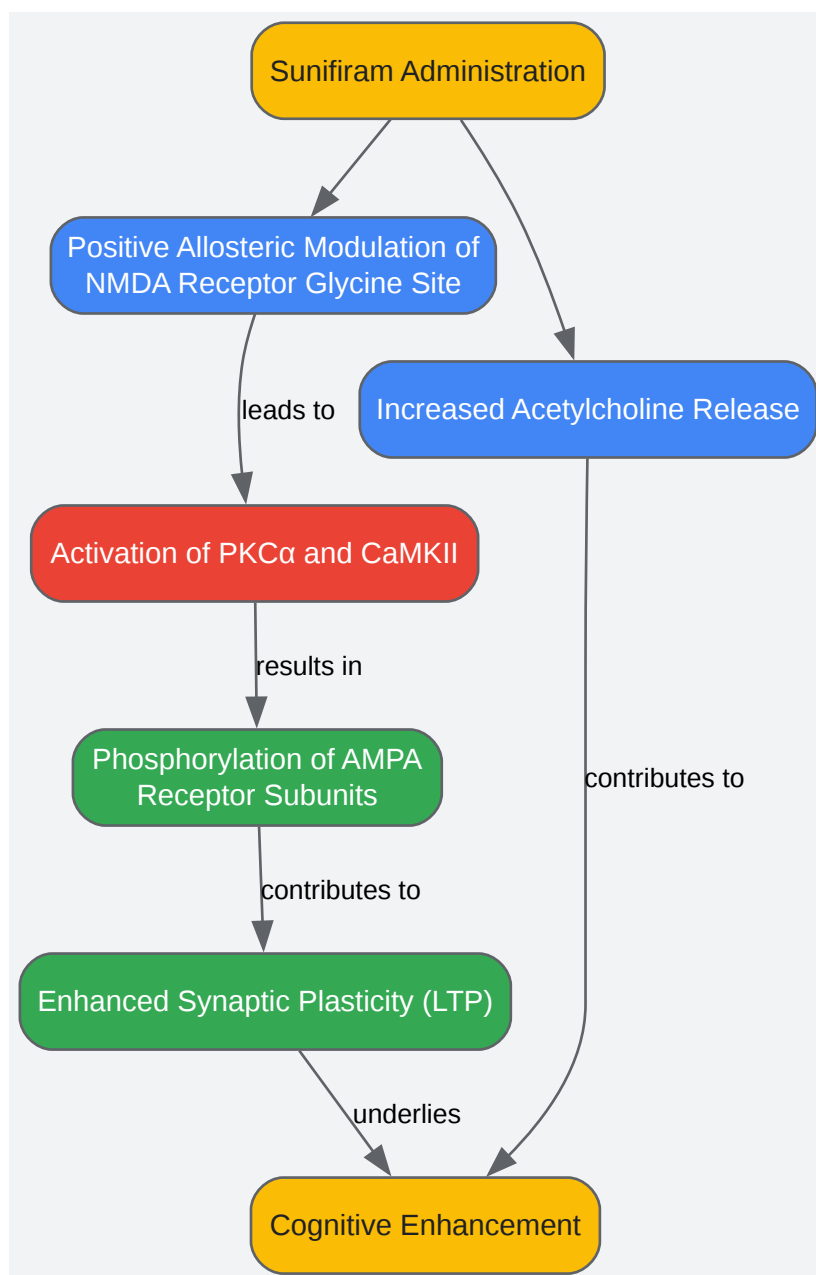 Sunifiram Administration
Positive Allosteric Modulation of
NMDA Receptor Glycine Site
Increased Acetylcholine Release
leads to
Activation of PKCα and CaMKII
results in
Phosphorylation of AMPA
Receptor Subunits
contributes to
contributes to
Enhanced Synaptic Plasticity (LTP)
underlies
Cognitive Enhancement